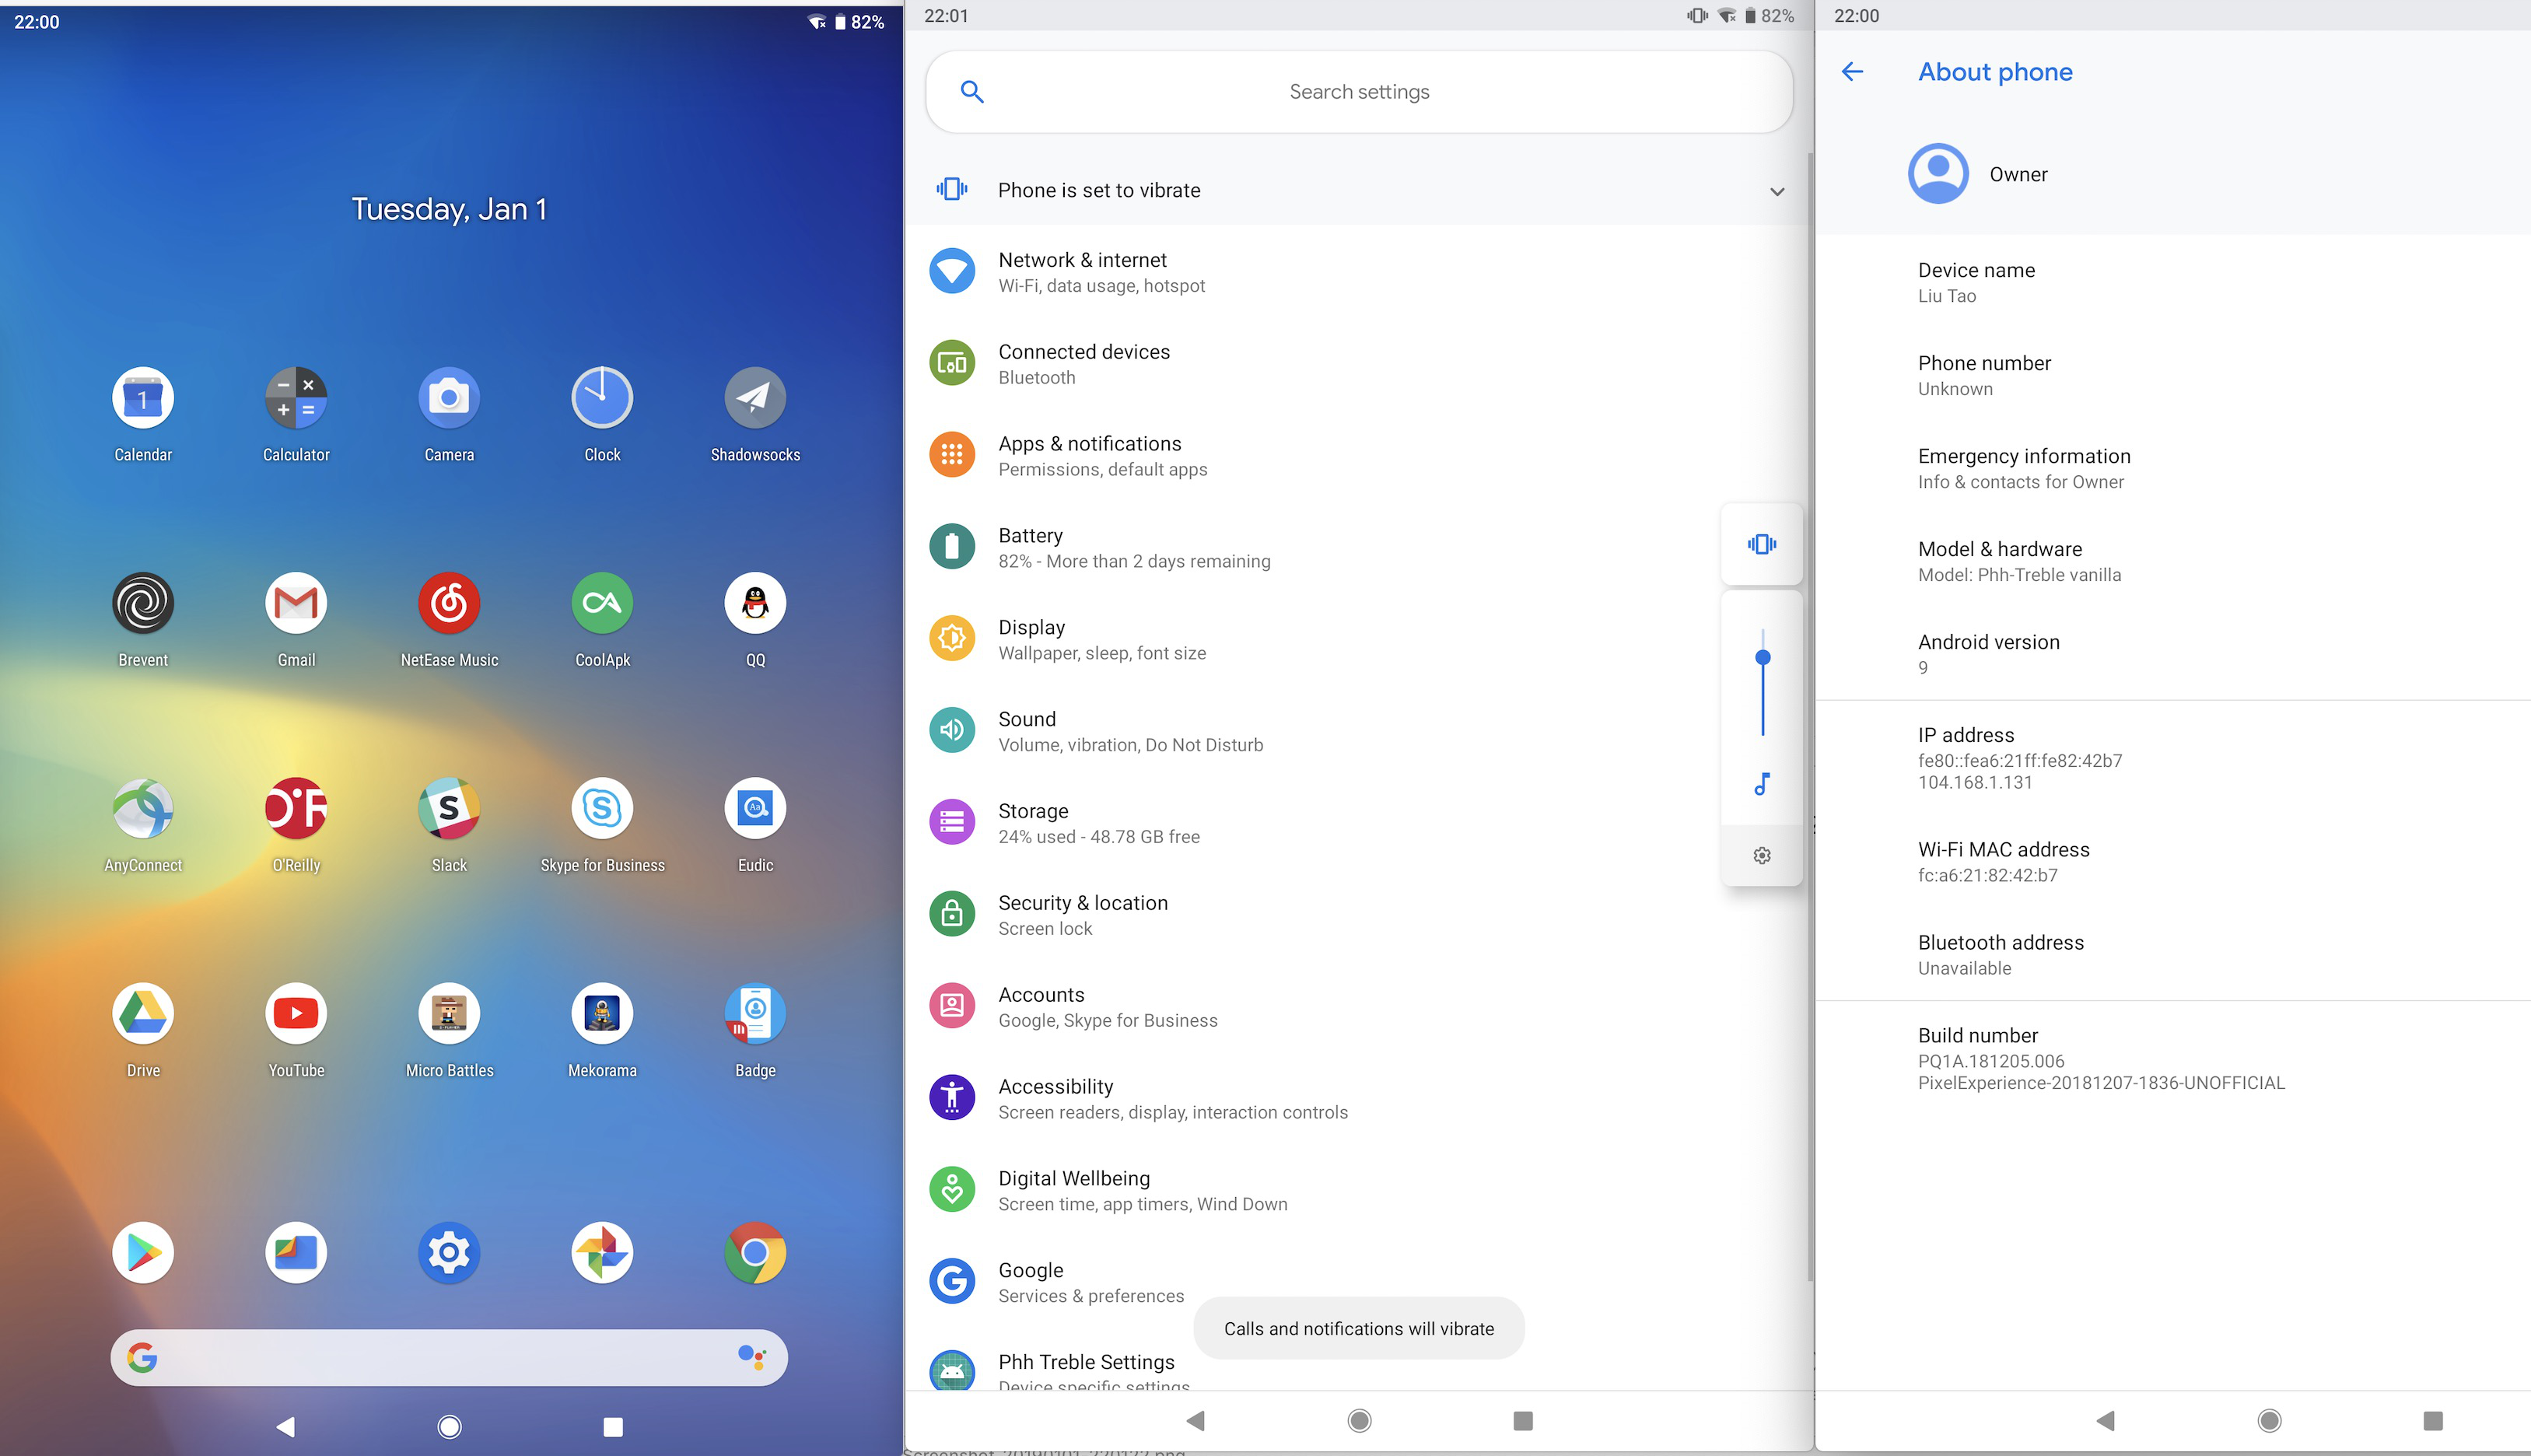 22:00
82%
Tuesday, Jan 1
1
Calendar
Calculator
Camera
Clock
Shadowsocks
Brevent
Gmail
NetEase Music
CoolApk
QQ
AnyConnect
O'R
O'Reilly
S
Slack
S
Skype for Business
Aa
Eudic
Drive
YouTube
Micro Battles
Mekorama
Badge
G
22:01
82%
Search settings
Phone is set to vibrate
Network & internet
Wi-Fi, data usage, hotspot
Connected devices
Bluetooth
Apps & notifications
Permissions, default apps
Battery
82% - More than 2 days remaining
Display
Wallpaper, sleep, font size
Sound
Volume, vibration, Do Not Disturb
Storage
24% used - 48.78 GB free
Security & location
Screen lock
Accounts
Google, Skype for Business
Accessibility
Screen readers, display, interaction controls
Digital Wellbeing
Screen time, app timers, Wind Down
G
Google
Services & preferences
Calls and notifications will vibrate
Phh Treble Settings
Device specific settings
22:00
About phone
Owner
Device name
Liu Tao
Phone number
Unknown
Emergency information
Info & contacts for Owner
Model & hardware
Model: Phh-Treble vanilla
Android version
9
IP address
fe80::fea6:21ff:fe82:42b7
104.168.1.131
Wi-Fi MAC address
fc:a6:21:82:42:b7
Bluetooth address
Unavailable
Build number
PQ1A.181205.006
PixelExperience-20181207-1836-UNOFFICIAL